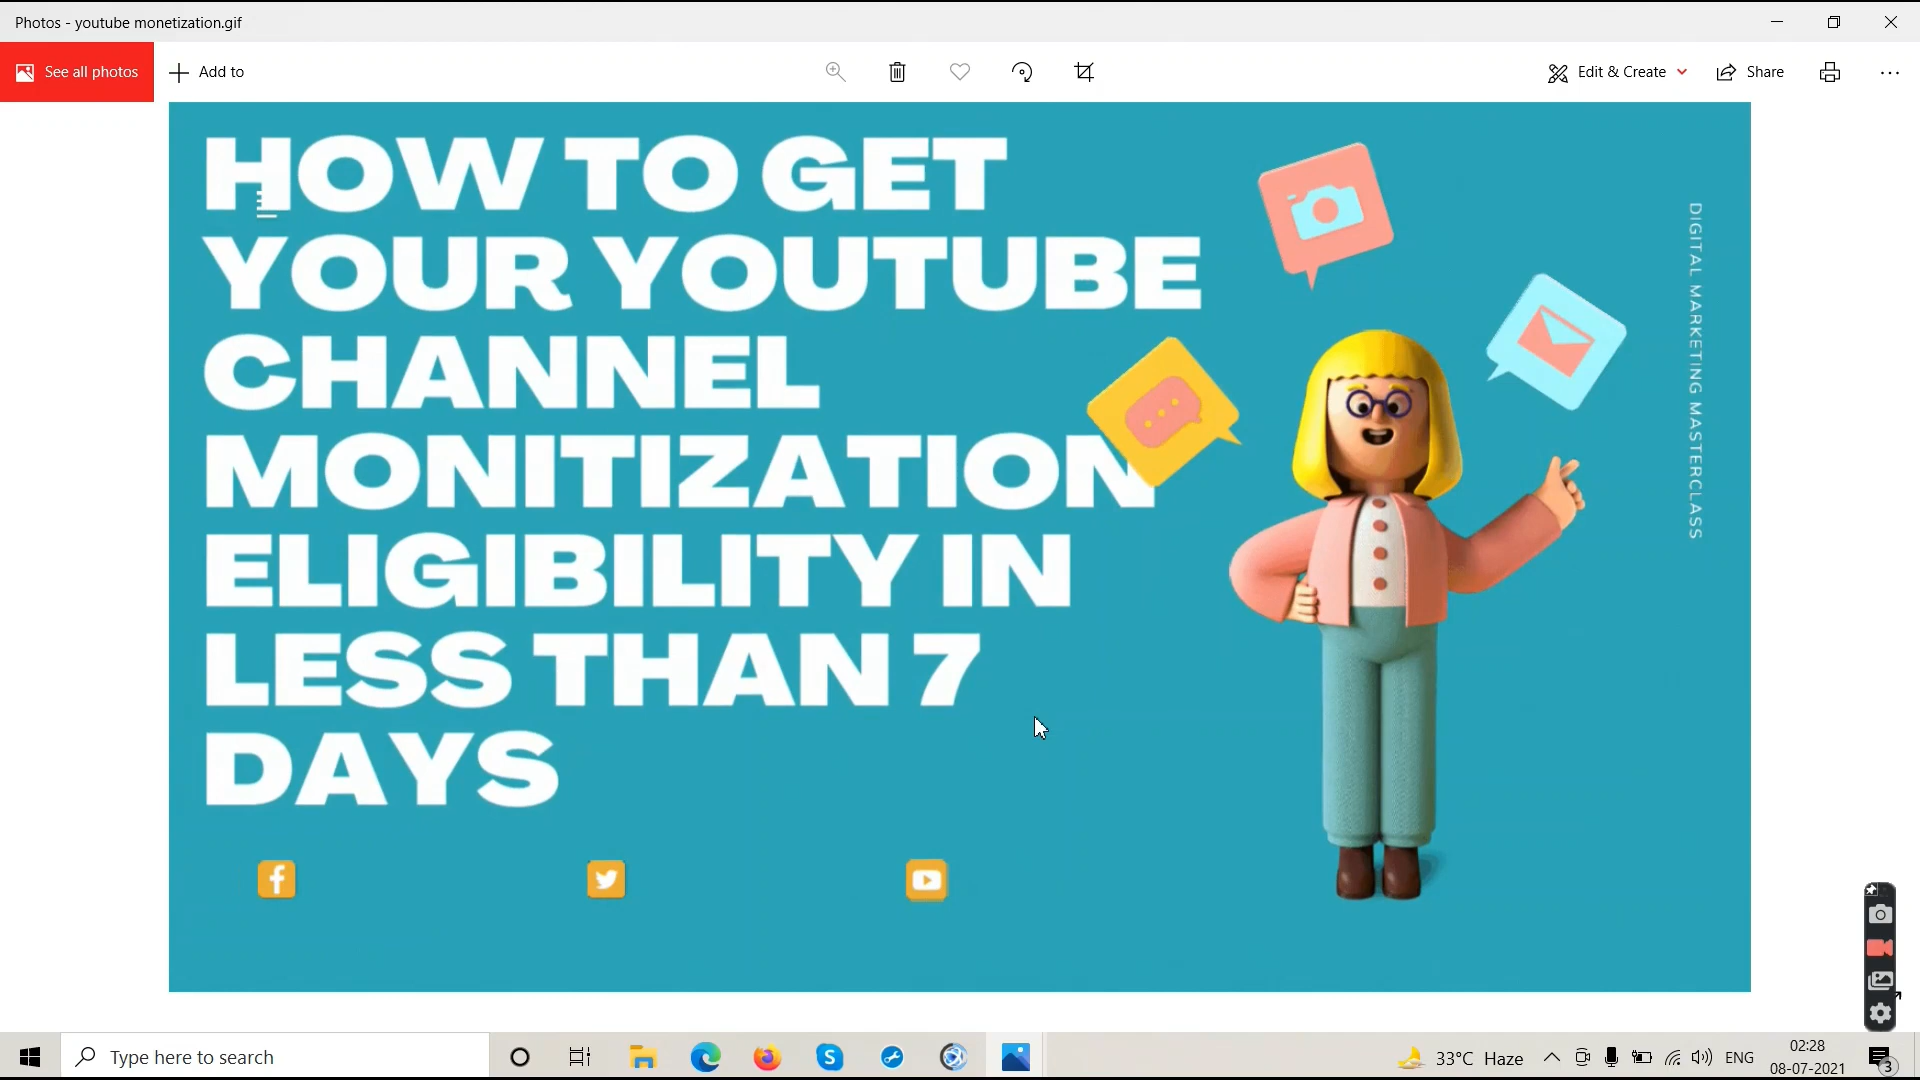 Photos - youtube monetization.gif
See all photos
Add to
Edit & Create
Share
HOW TO GET
YOUR YOUTUBE
CHANNEL
MONITIZATION
ELIGIBILITY IN
LESS THAN 7
DAYS
DIGITAL MARKETING MASTERCLASS
Type here to search
33°C Haze
ENG
02:28
08-07-2021
3